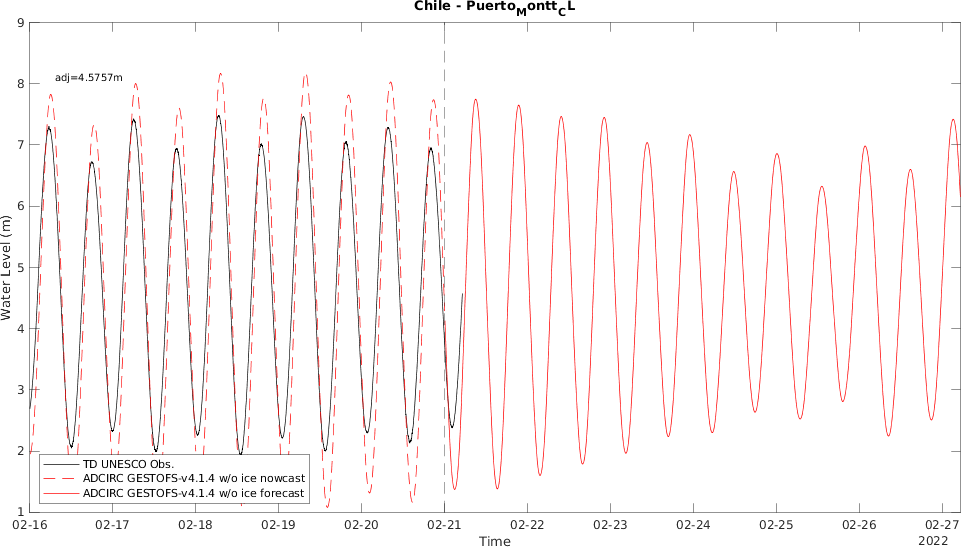 Chile - PuertoMonttCL
9
8
7
6
5
4
3
2
1
Water Level (m)
adj=4.5757m
TD UNESCO Obs.
ADCIRC GESTOFS-v4.1.4 w/o ice nowcast
ADCIRC GESTOFS-v4.1.4 w/o ice forecast
02-16 02-17 02-18 02-19 02-20 02-21 02-22 02-23 02-24 02-25 02-26 02-27
Time 2022